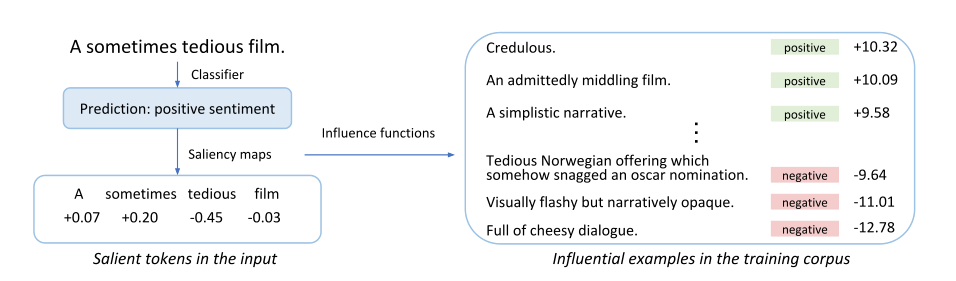 A sometimes tedious film.
Classifier
Prediction: positive sentiment
Saliency maps
A sometimes tedious film
+0.07 +0.20 -0.45 -0.03
Salient tokens in the input
Influence functions
Credulous. positive +10.32
An admittedly middling film. positive +10.09
A simplistic narrative. positive +9.58
⋮
Tedious Norwegian offering which
somehow snagged an oscar nomination. negative -9.64
Visually flashy but narratively opaque. negative -11.01
Full of cheesy dialogue. negative -12.78
Influential examples in the training corpus